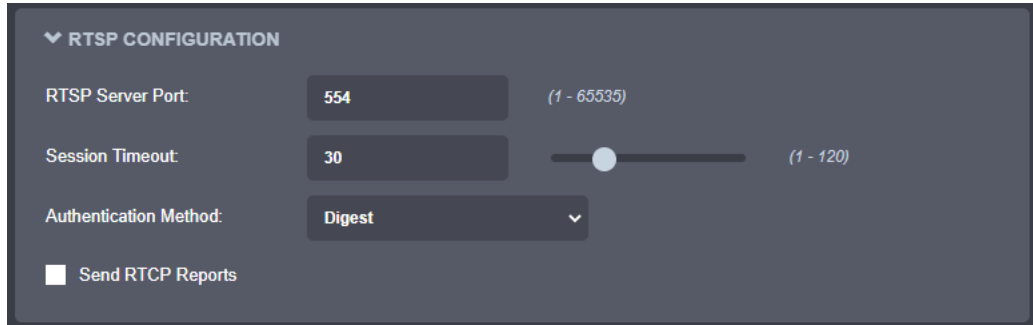 RTSP CONFIGURATION
RTSP Server Port: 554 (1 - 65535)
Session Timeout: 30 (1 - 120)
Authentication Method: Digest
Send RTCP Reports